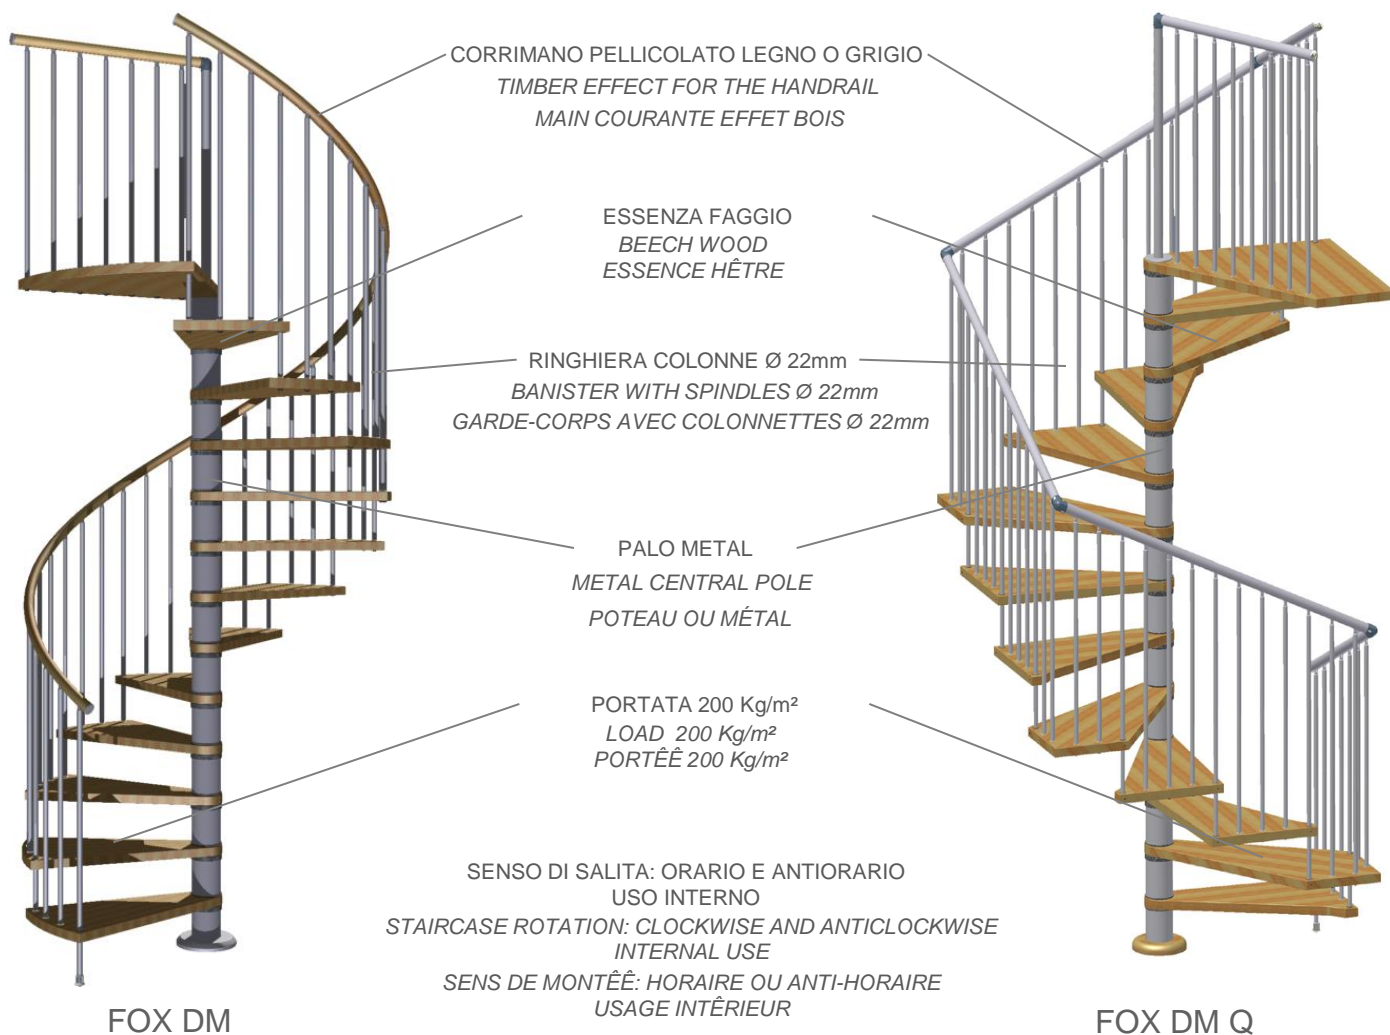 CORRIMANO PELLICOLATO LEGNO O GRIGIO
TIMBER EFFECT FOR THE HANDRAIL
MAIN COURANTE EFFET BOIS
ESSENZA FAGGIO
BEECH WOOD
ESSENCE HÊTRE
RINGHIERA COLONNE Ø 22mm
BANISTER WITH SPINDLES Ø 22mm
GARDE-CORPS AVEC COLONNETTES Ø 22mm
PALO METAL
METAL CENTRAL POLE
POTEAU OU MÉTAL
PORTATA 200 Kg/m²
LOAD 200 Kg/m²
PORTÊÊ 200 Kg/m²
SENSO DI SALITA: ORARIO E ANTIORARIO
USO INTERNO
STAIRCASE ROTATION: CLOCKWISE AND ANTICLOCKWISE
INTERNAL USE
SENS DE MONTÊÊ: HORAIRE OU ANTI-HORAIRE
USAGE INTÊRIEUR
FOX DM
FOX DM Q